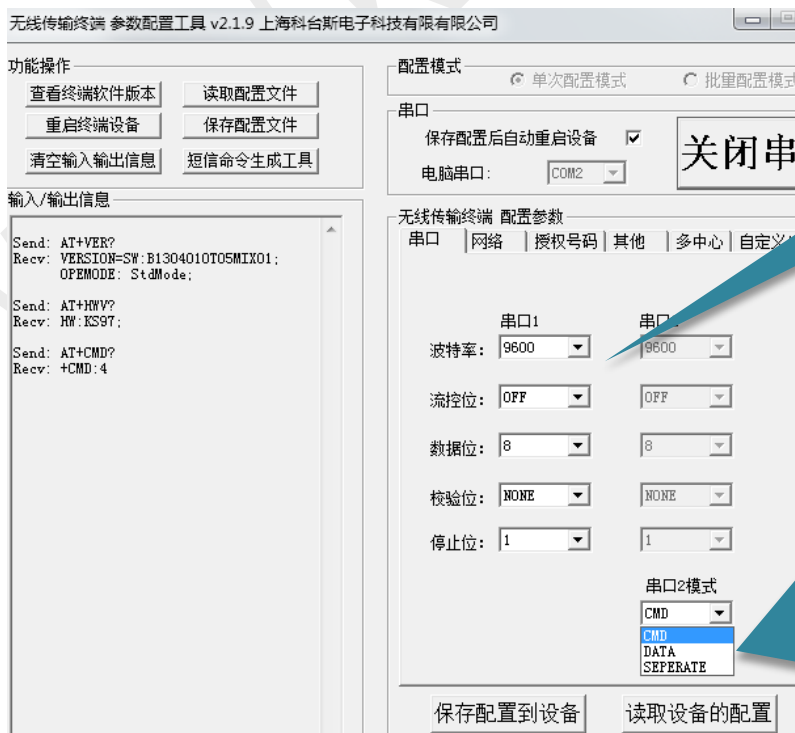 无线传输终端 参数配置工具 v2.1.9 上海科台斯电子科技有限有限公司
功能操作
查看终端软件版本 读取配置文件
重启终端设备 保存配置文件
清空输入输出信息 短信命令生成工具
输入/输出信息
Send: AT+VER?
Recv: VERSION=SW:B1304010T05MIX01;
OPEMODE: StdMode;
Send: AT+HWV?
Recv: HW:KS97;
Send: AT+CMD?
Recv: +CMD:4
配置模式
单次配置模式 批里配置模式
串口
保存配置后自动重启设备
电脑串口: COM2
关闭串
无线传输终端 配置参数
串口 网络 授权号码 其他 多中心 自定义
串口1 串口
波特率: 9600 9600
流控位: OFF OFF
数据位: 8 8
校验位: NONE NONE
停止位: 1 1
串口2模式
CMD
CMD
DATA
SEPERATE
保存配置到设备 读取设备的配置